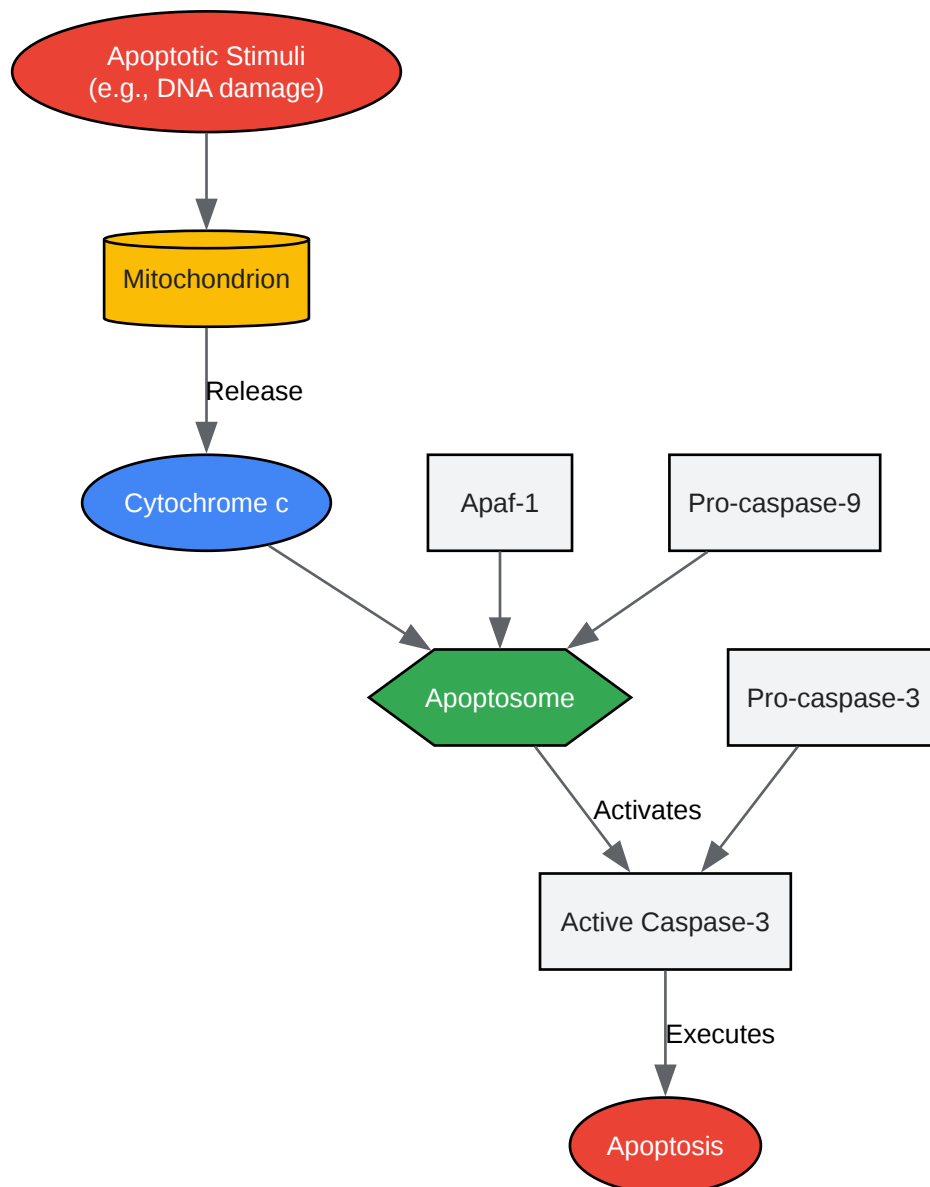 Apoptotic Stimuli
(e.g., DNA damage)
Mitochondrion
Release
Cytochrome c
Apaf-1
Pro-caspase-9
Apoptosome
Pro-caspase-3
Activates
Active Caspase-3
Executes
Apoptosis